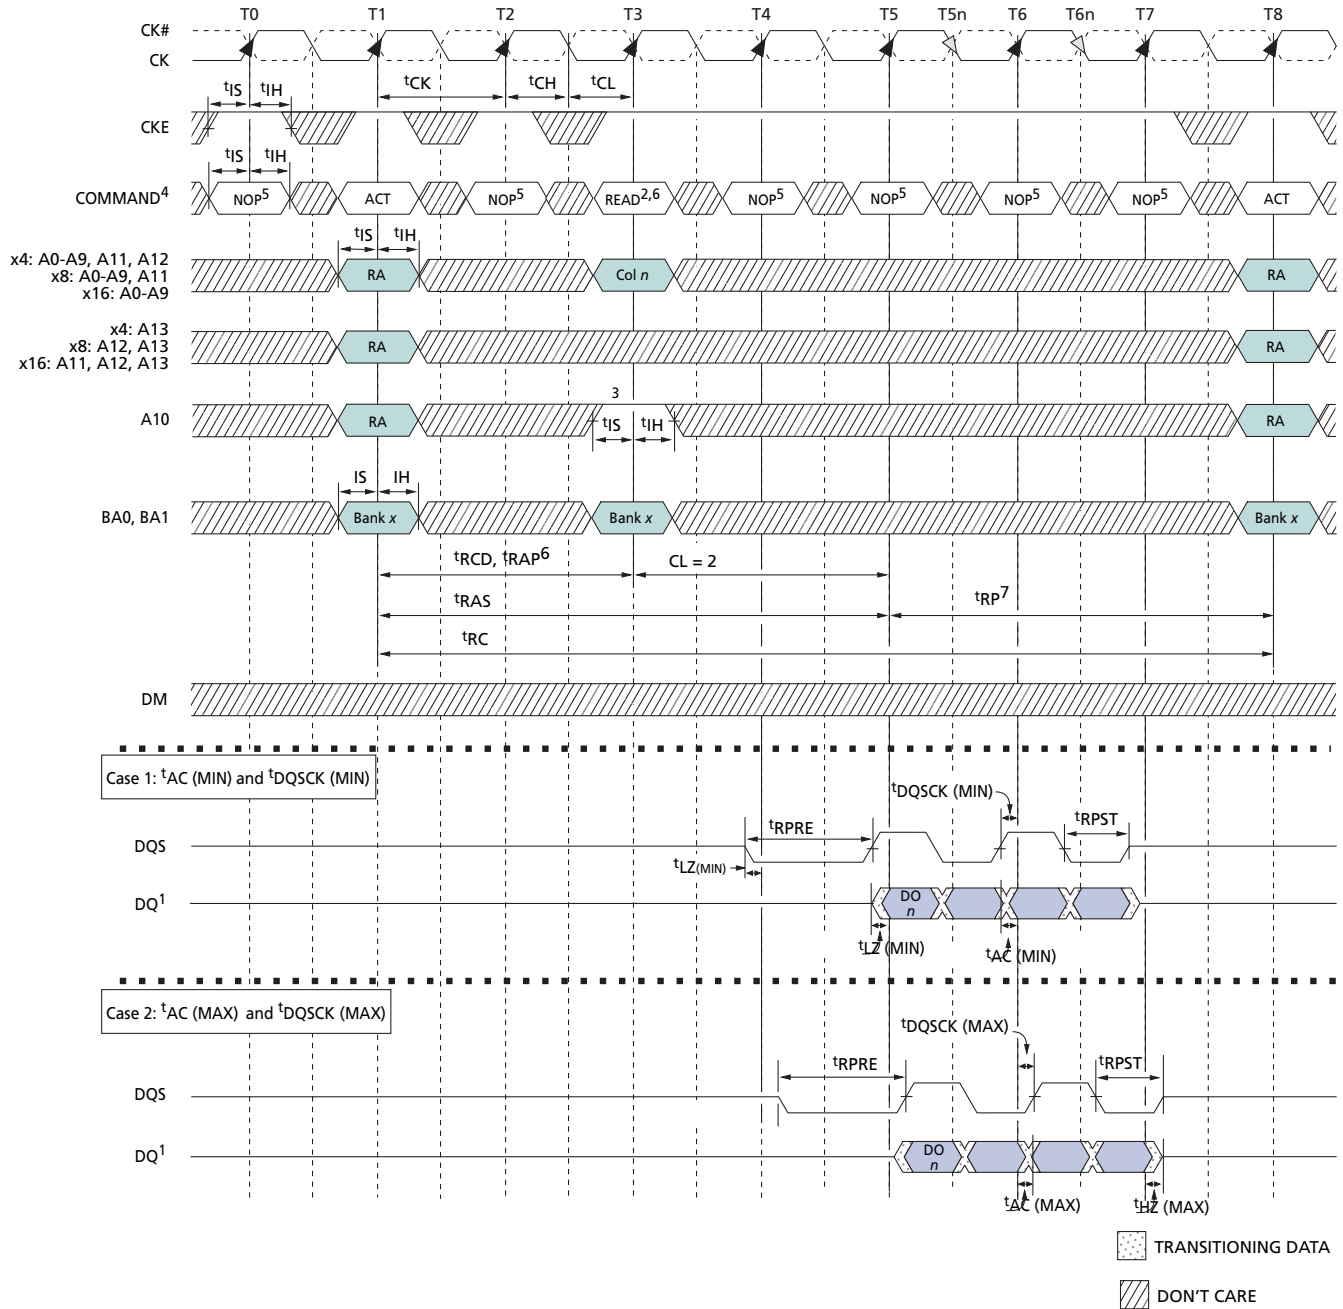 T0 T1 T2 T3 T4 T5 T5n T6 T6n T7 T8
CK#
CK
tIS tIH tCK tCH tCL
CKE
tIS tIH
COMMAND4 NOP5 ACT NOP5 READ2,6 NOP5 NOP5 NOP5 NOP5 ACT
tIS tIH
x4: A0-A9, A11, A12
x8: A0-A9, A11
x16: A0-A9
RA Col n RA
x4: A13
x8: A12, A13
x16: A11, A12, A13
RA RA
3
A10 RA tIS tIH RA
IS IH
BA0, BA1 Bank x Bank x Bank x
tRCD, tRAP6 CL = 2
tRAS tRP7
tRC
DM
Case 1: tAC (MIN) and tDQSCK (MIN)
tDQSCK (MIN)
tRPRE tRPST
DQS
tLZ(MIN)
DQ1 DO
n
tLZ (MIN) tAC (MIN)
Case 2: tAC (MAX) and tDQSCK (MAX)
tDQSCK (MAX)
tRPRE tRPST
DQS
DQ1 DO
n
tAC (MAX) tHZ (MAX)
TRANSITIONING DATA
DON'T CARE